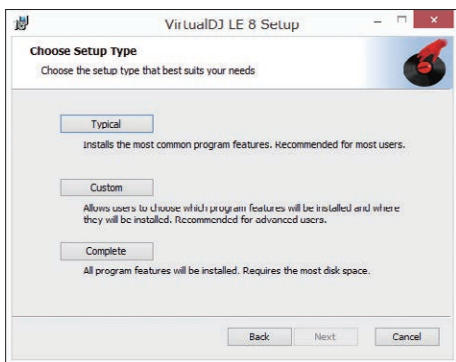 VirtualDJ LE 8 Setup
Choose Setup Type
Choose the setup type that best suits your needs
Typical
Installs the most common program features. Recommended for most users.
Custom
Allows users to choose which program features will be installed and where
they will be installed. Recommended for advanced users.
Complete
All program features will be installed. Requires the most disk space.
Back Next Cancel